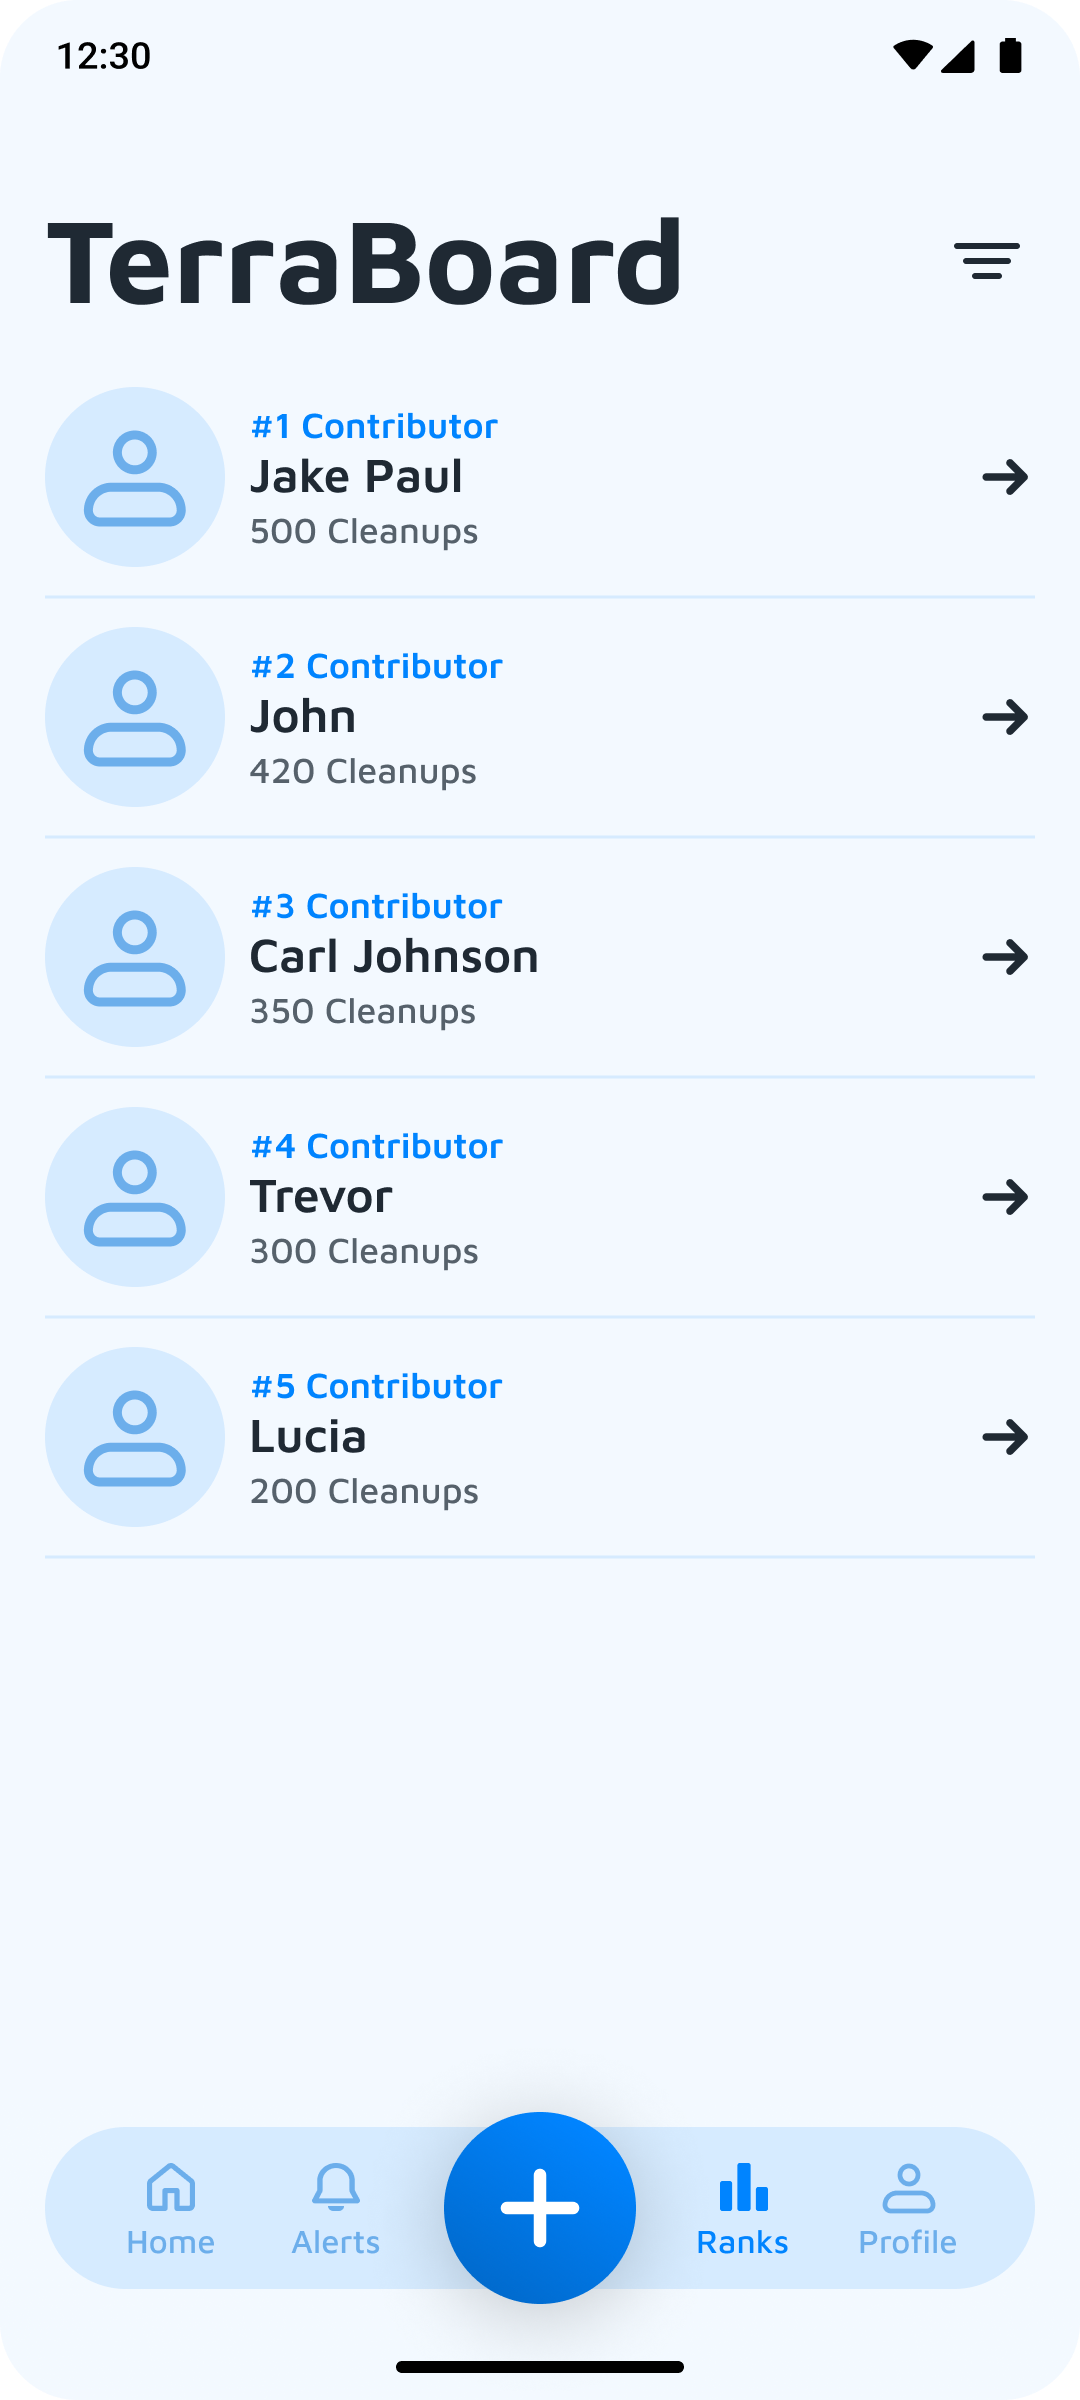 12:30
TerraBoard
#1 Contributor
Jake Paul
500 Cleanups
#2 Contributor
John
420 Cleanups
#3 Contributor
Carl Johnson
350 Cleanups
#4 Contributor
Trevor
300 Cleanups
#5 Contributor
Lucia
200 Cleanups
Home Alerts Ranks Profile